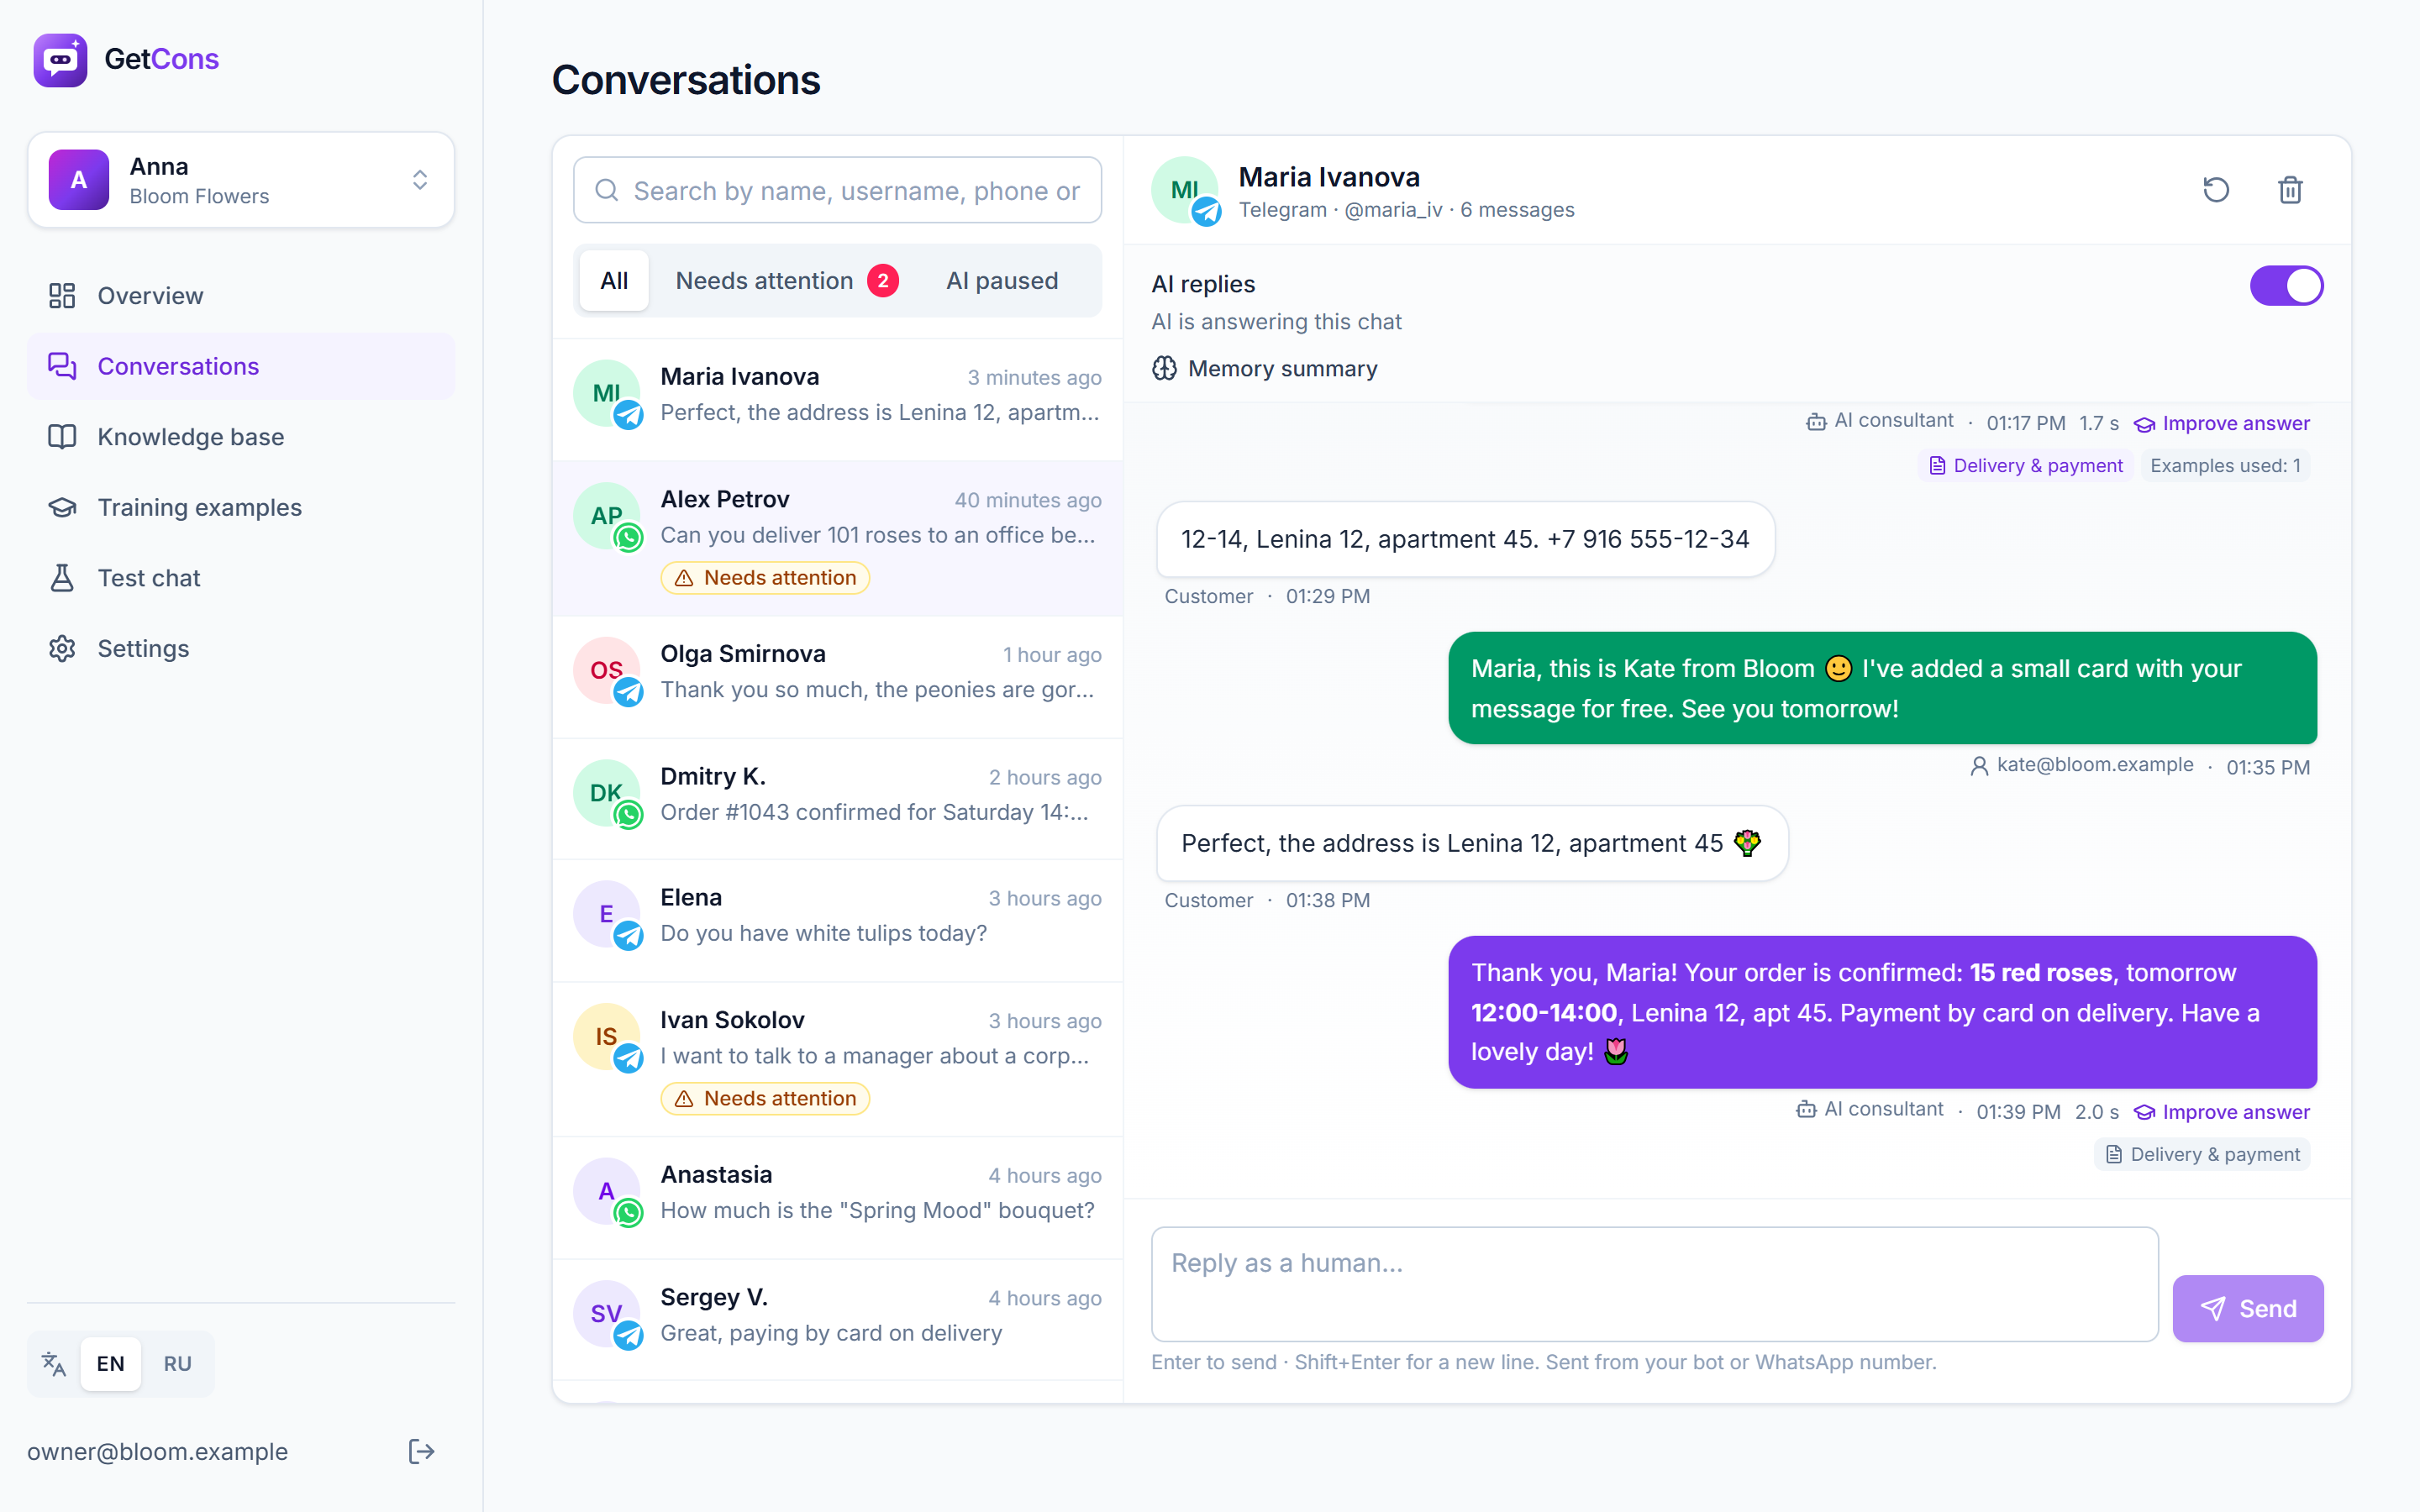 GetCons
A
Anna
Bloom Flowers
Overview
Conversations
Knowledge base
Training examples
Test chat
Settings
EN
RU
owner@bloom.example
Conversations
Search by name, username, phone or
All
Needs attention 2
AI paused
MI
Maria Ivanova
3 minutes ago
Perfect, the address is Lenina 12, apartm...
AP
Alex Petrov
40 minutes ago
Can you deliver 101 roses to an office be...
Needs attention
OS
Olga Smirnova
1 hour ago
Thank you so much, the peonies are gor...
DK
Dmitry K.
2 hours ago
Order #1043 confirmed for Saturday 14:...
E
Elena
3 hours ago
Do you have white tulips today?
IS
Ivan Sokolov
3 hours ago
I want to talk to a manager about a corp...
Needs attention
A
Anastasia
4 hours ago
How much is the "Spring Mood" bouquet?
SV
Sergey V.
4 hours ago
Great, paying by card on delivery
MI
Maria Ivanova
Telegram · @maria_iv · 6 messages
AI replies
AI is answering this chat
Memory summary
AI consultant · 01:17 PM 1.7 s Improve answer
Delivery & payment Examples used: 1
12-14, Lenina 12, apartment 45. +7 916 555-12-34
Customer · 01:29 PM
Maria, this is Kate from Bloom 🙂 I've added a small card with your
message for free. See you tomorrow!
kate@bloom.example · 01:35 PM
Perfect, the address is Lenina 12, apartment 45 💐
Customer · 01:38 PM
Thank you, Maria! Your order is confirmed: 15 red roses, tomorrow
12:00-14:00, Lenina 12, apt 45. Payment by card on delivery. Have a
lovely day! 🌷
AI consultant · 01:39 PM 2.0 s Improve answer
Delivery & payment
Reply as a human...
Send
Enter to send · Shift+Enter for a new line. Sent from your bot or WhatsApp number.